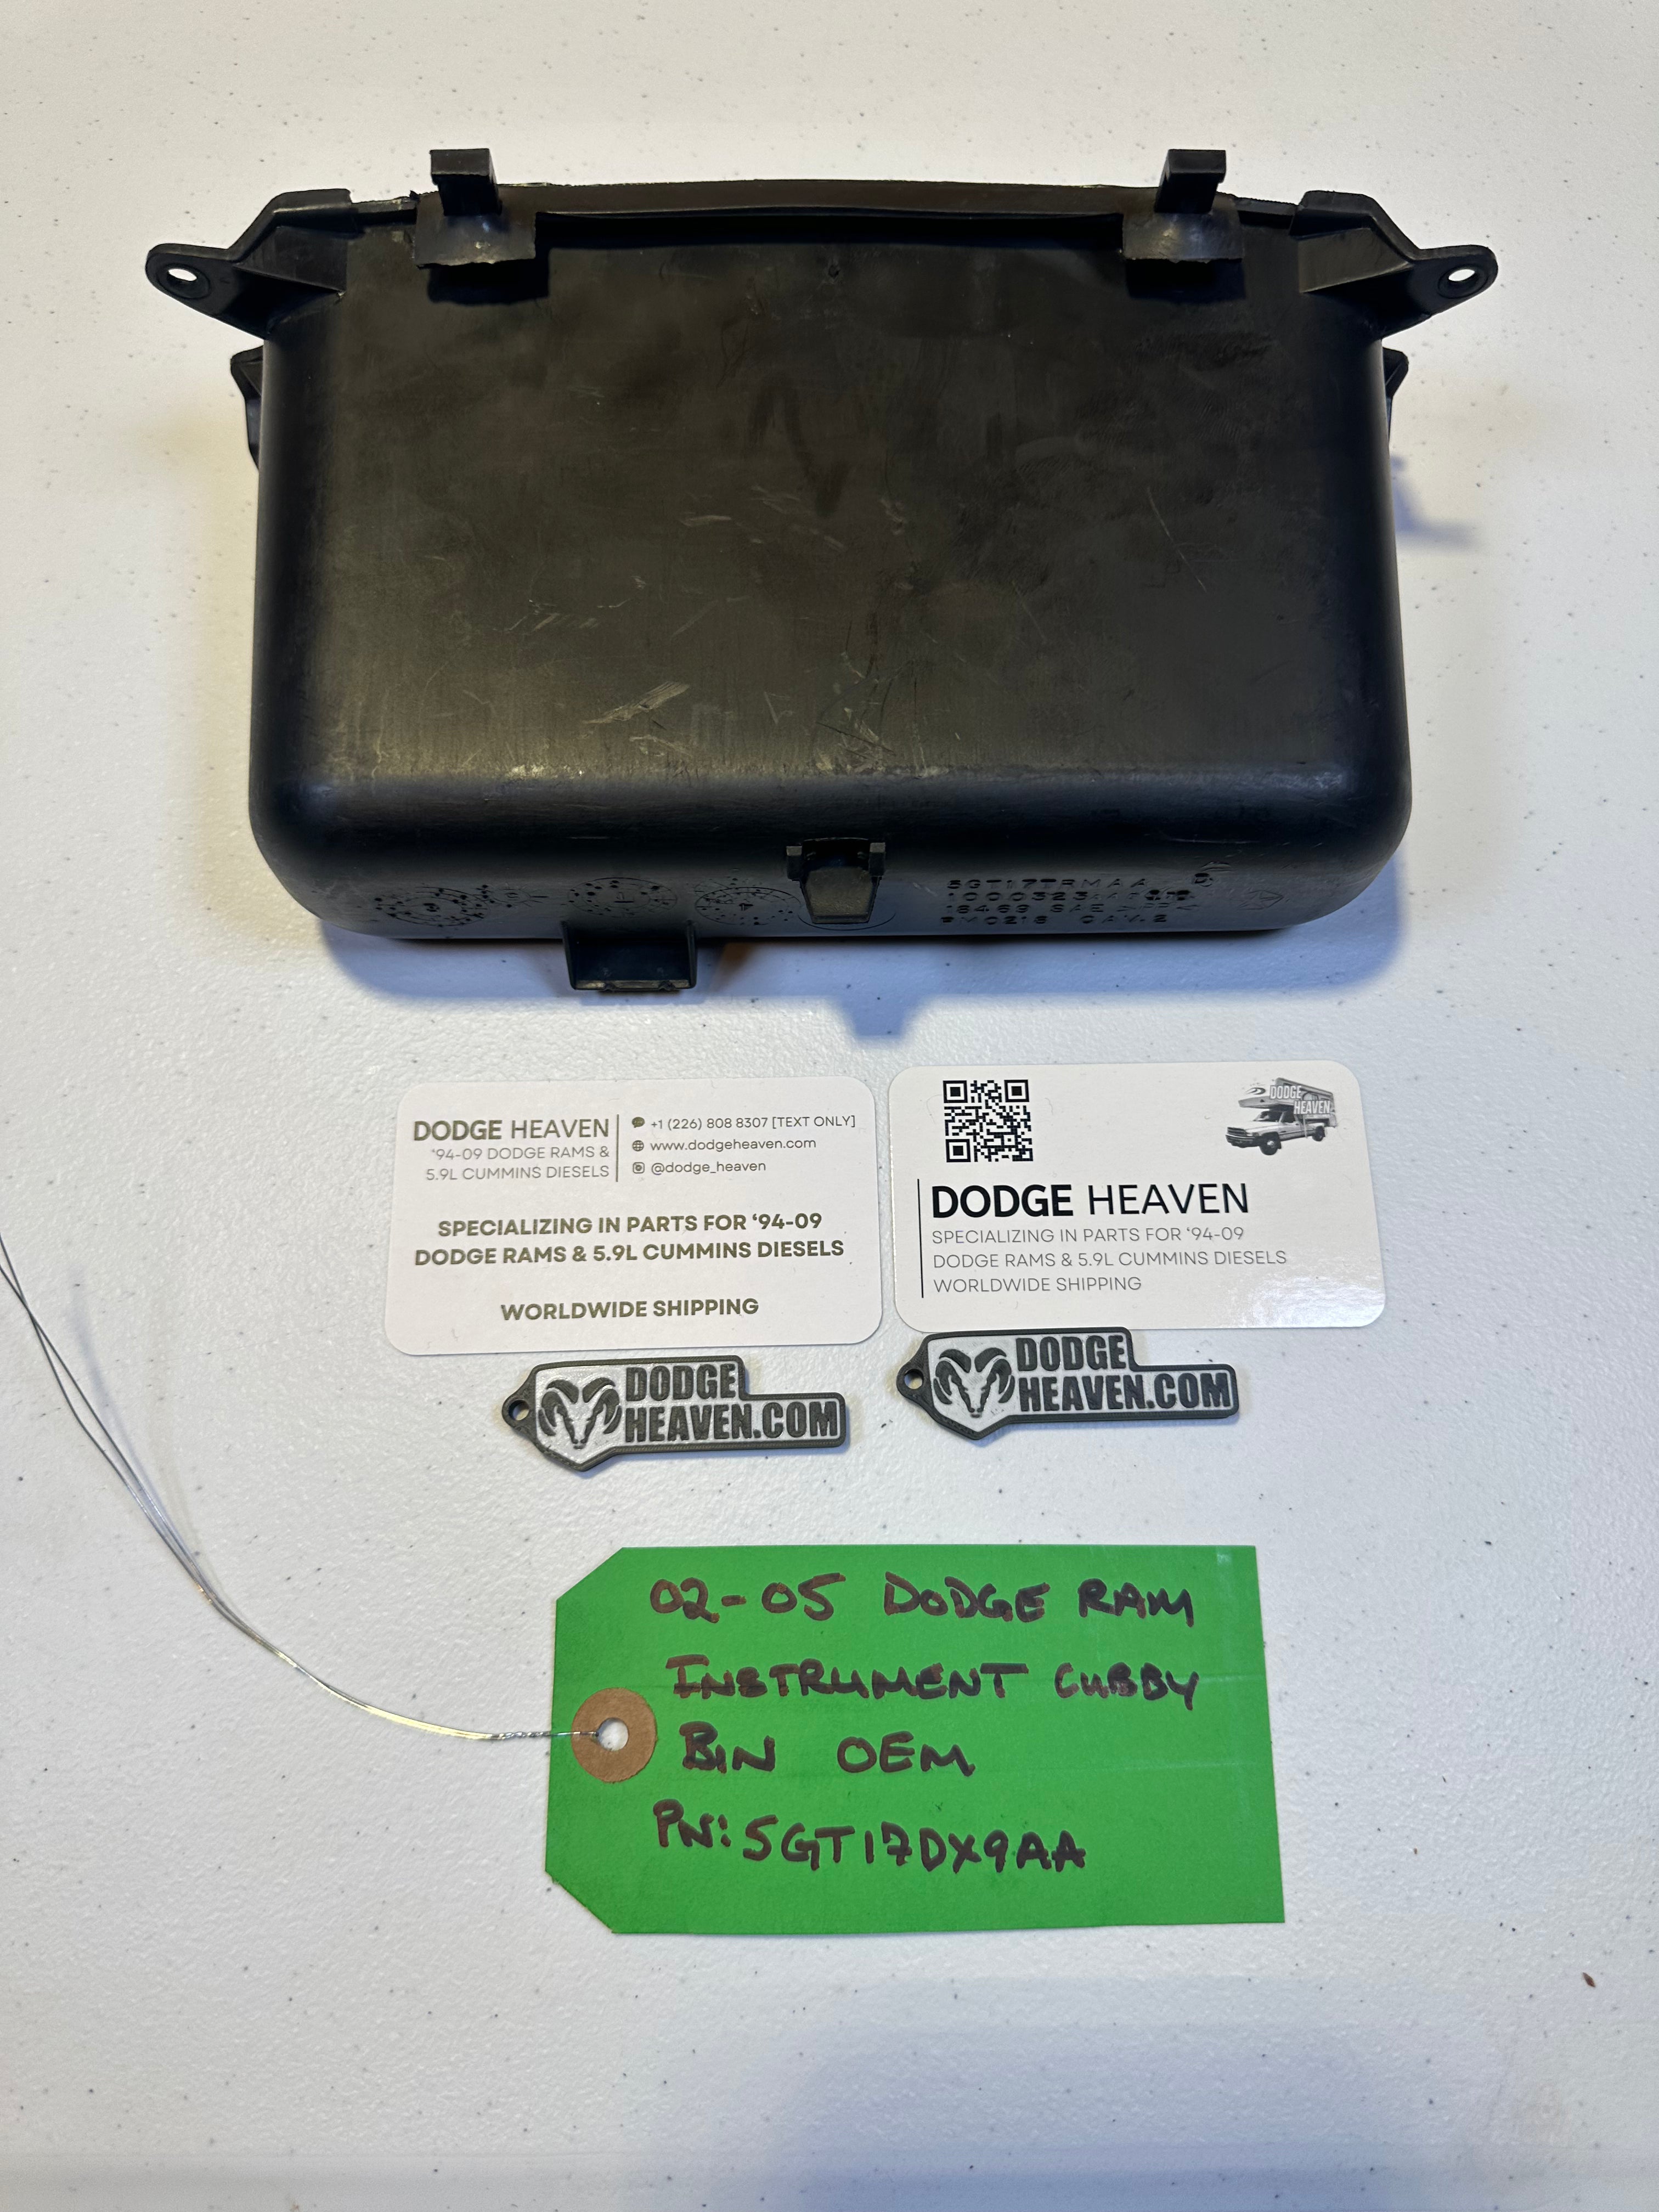 5GT17TRMAA
DODGE HEAVEN
'94-09 DODGE RAMS &
5.9L CUMMINS DIESELS
+1 (226) 808 8307 [TEXT ONLY]
www.dodgeheaven.com
@dodge_heaven
SPECIALIZING IN PARTS FOR '94-09
DODGE RAMS & 5.9L CUMMINS DIESELS
WORLDWIDE SHIPPING
DODGE
HEAVEN
DODGE HEAVEN
SPECIALIZING IN PARTS FOR '94-09
DODGE RAMS & 5.9L CUMMINS DIESELS
WORLDWIDE SHIPPING
DODGE
HEAVEN.COM
DODGE
HEAVEN.COM
02-05 DODGE RAM
INSTRUMENT CUBBY
BIN OEM
PN: 5GT17DX9AA